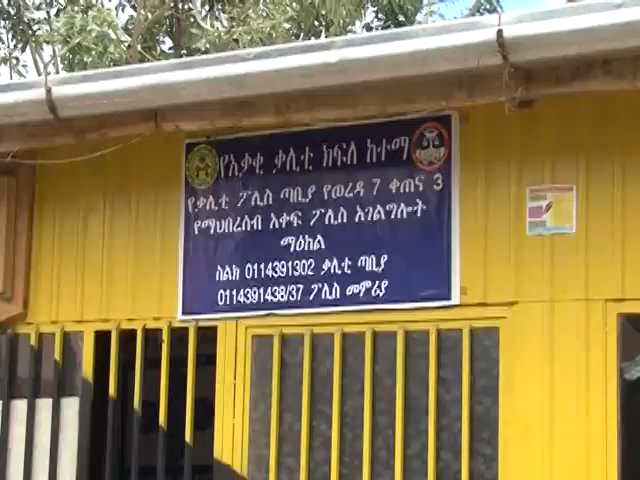 የአቃቂ ቃሊቲ ክፍለ ከተማ
የቃሊቲ ፖሊስ ጣቢያ የወረዳ 7 ቀጠና 3
የማህበረሰብ አቀፍ ፖሊስ አገልግሎት
ማዕከል
ስልክ 0114391302 ቃሊቲ ጣቢያ
0114391438/37 ፖሊስ መምሪያ